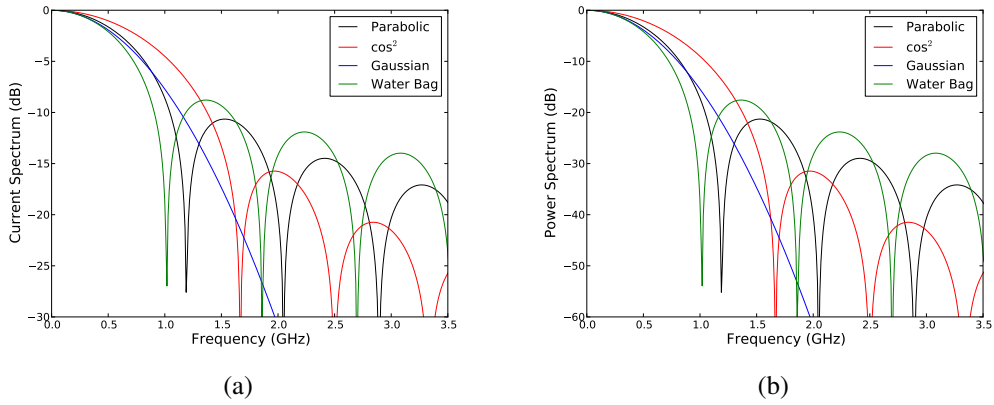 0
−5
−10
−15
−20
−25
−30
0.0 0.5 1.0 1.5 2.0 2.5 3.0 3.5
Current Spectrum (dB)
Frequency (GHz)
Parabolic
cos²
Gaussian
Water Bag
(a)
0
−10
−20
−30
−40
−50
−60
0.0 0.5 1.0 1.5 2.0 2.5 3.0 3.5
Power Spectrum (dB)
Frequency (GHz)
Parabolic
cos²
Gaussian
Water Bag
(b)